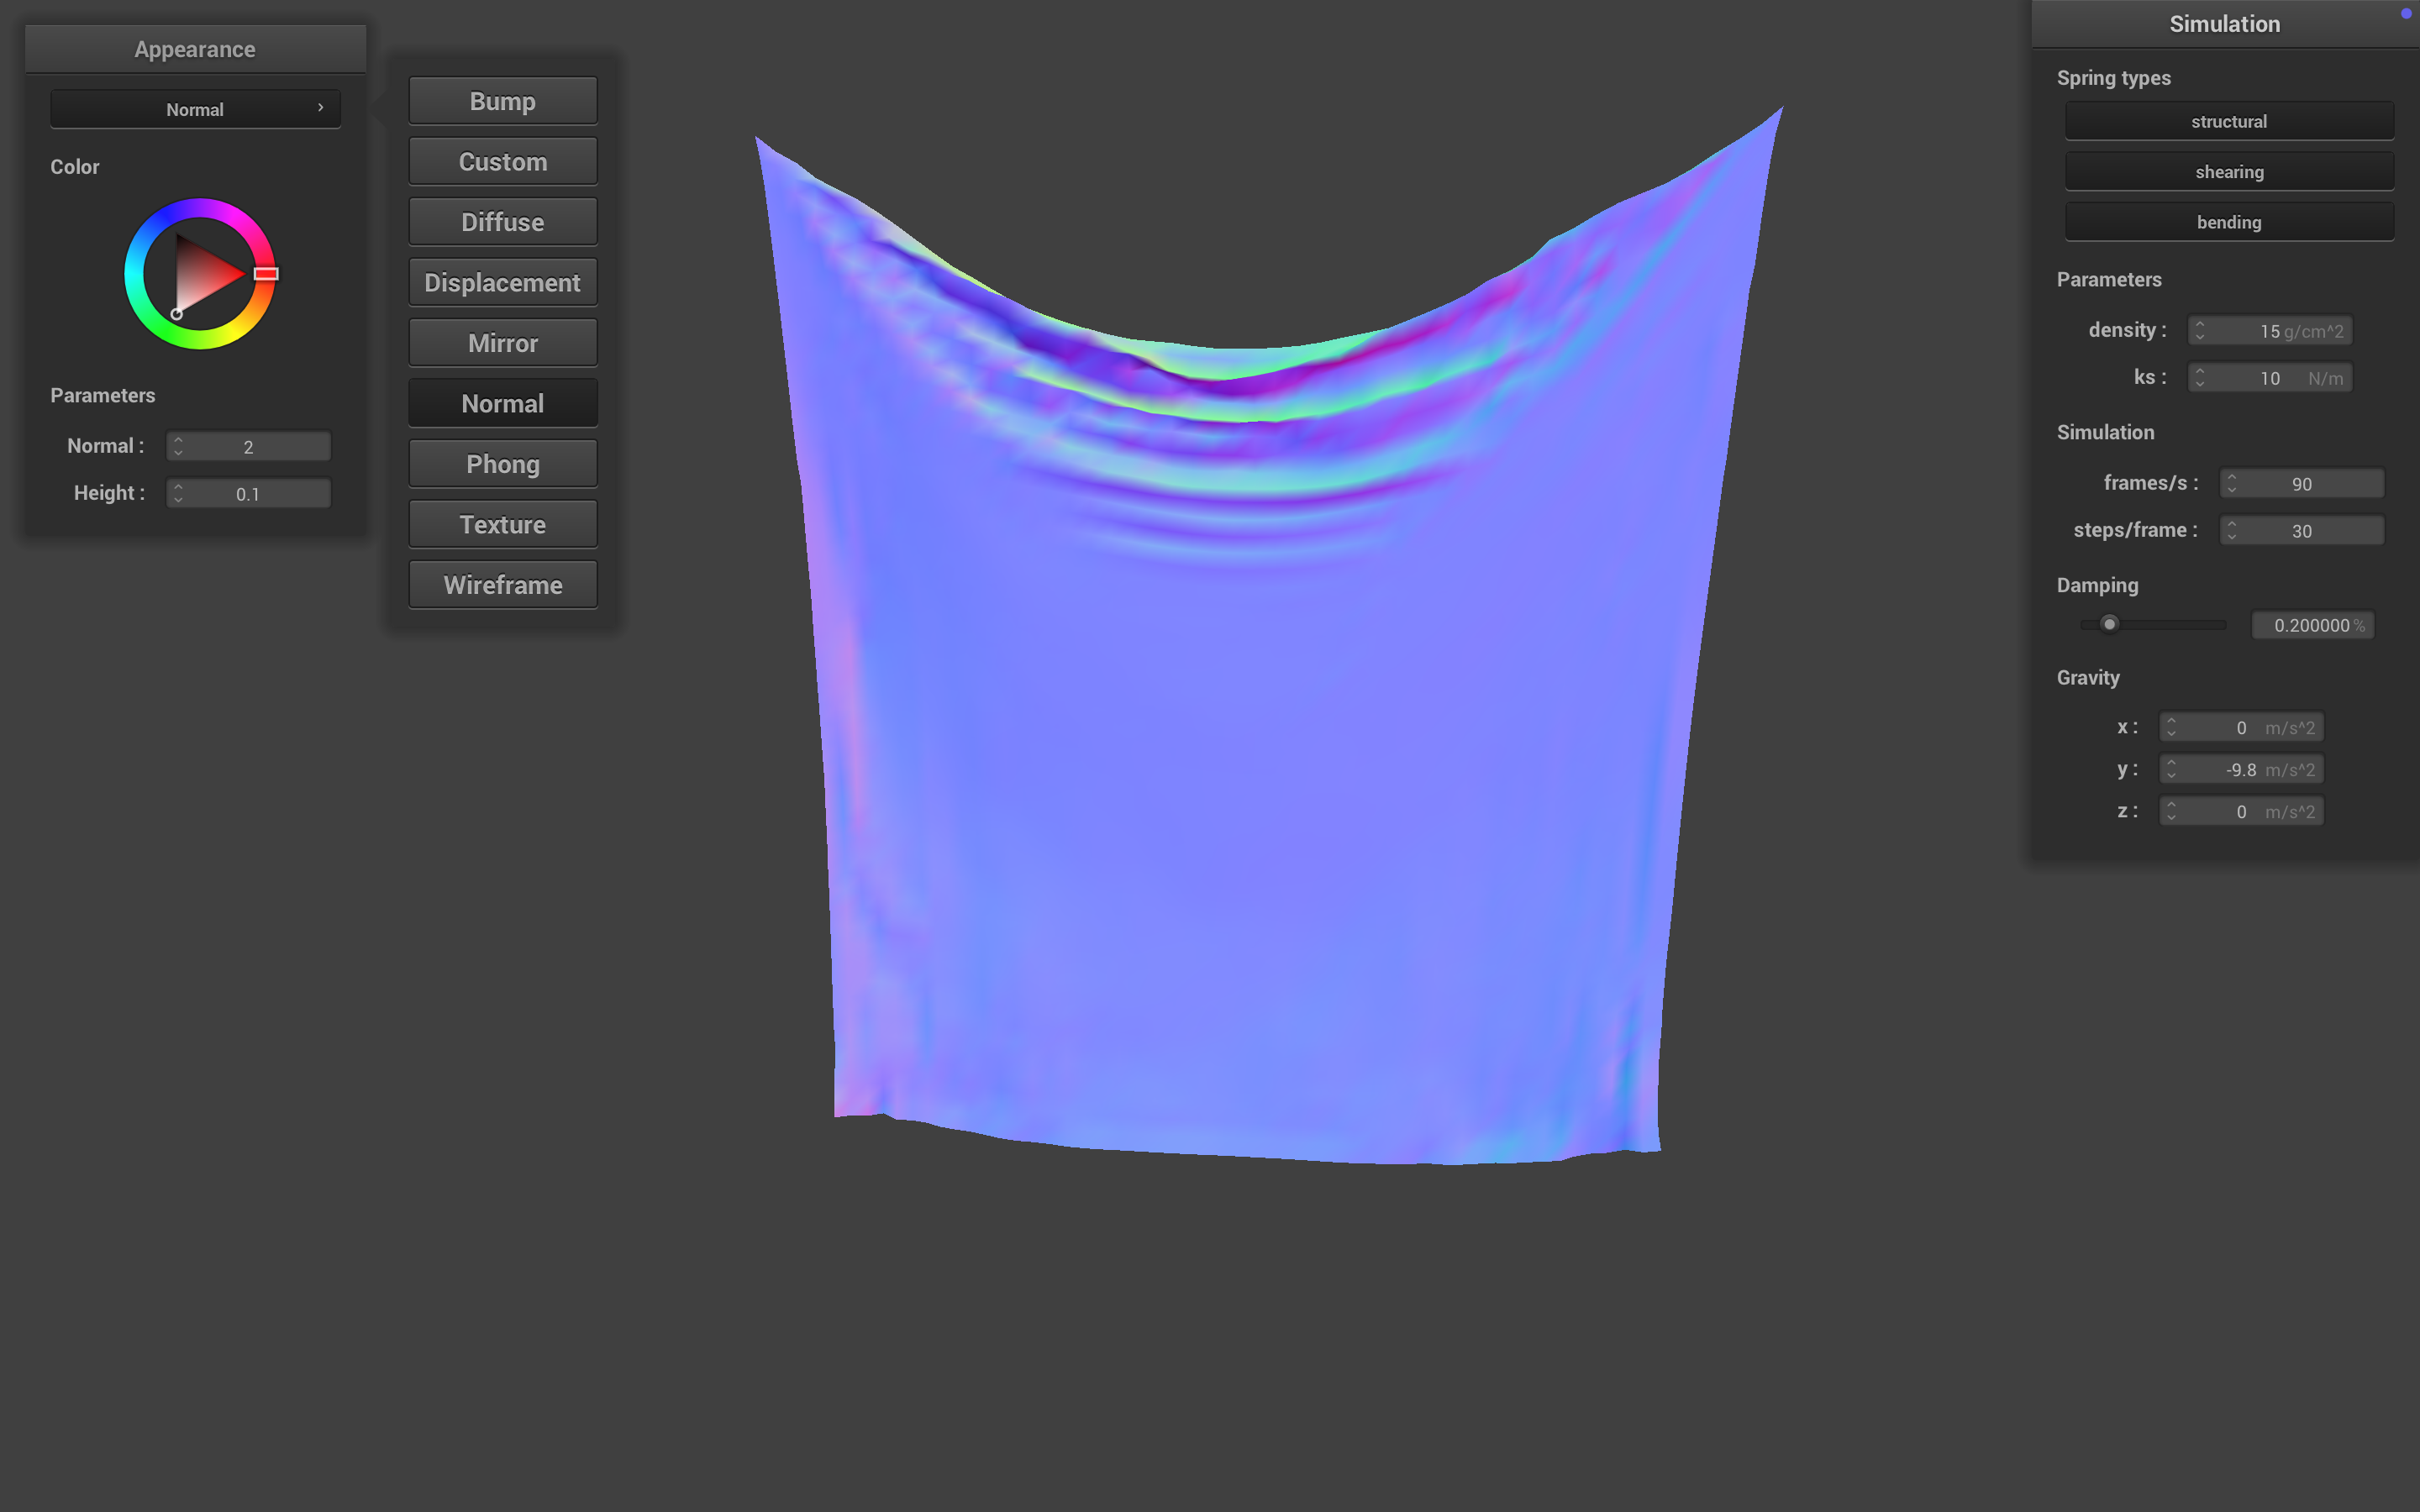 Appearance
Normal
Color
Parameters
Normal : 2
Height : 0.1
Bump
Custom
Diffuse
Displacement
Mirror
Normal
Phong
Texture
Wireframe
Simulation
Spring types
structural
shearing
bending
Parameters
density : 15 g/cm^2
ks : 10 N/m
Simulation
frames/s : 90
steps/frame : 30
Damping
0.200000 %
Gravity
x : 0 m/s^2
y : -9.8 m/s^2
z : 0 m/s^2